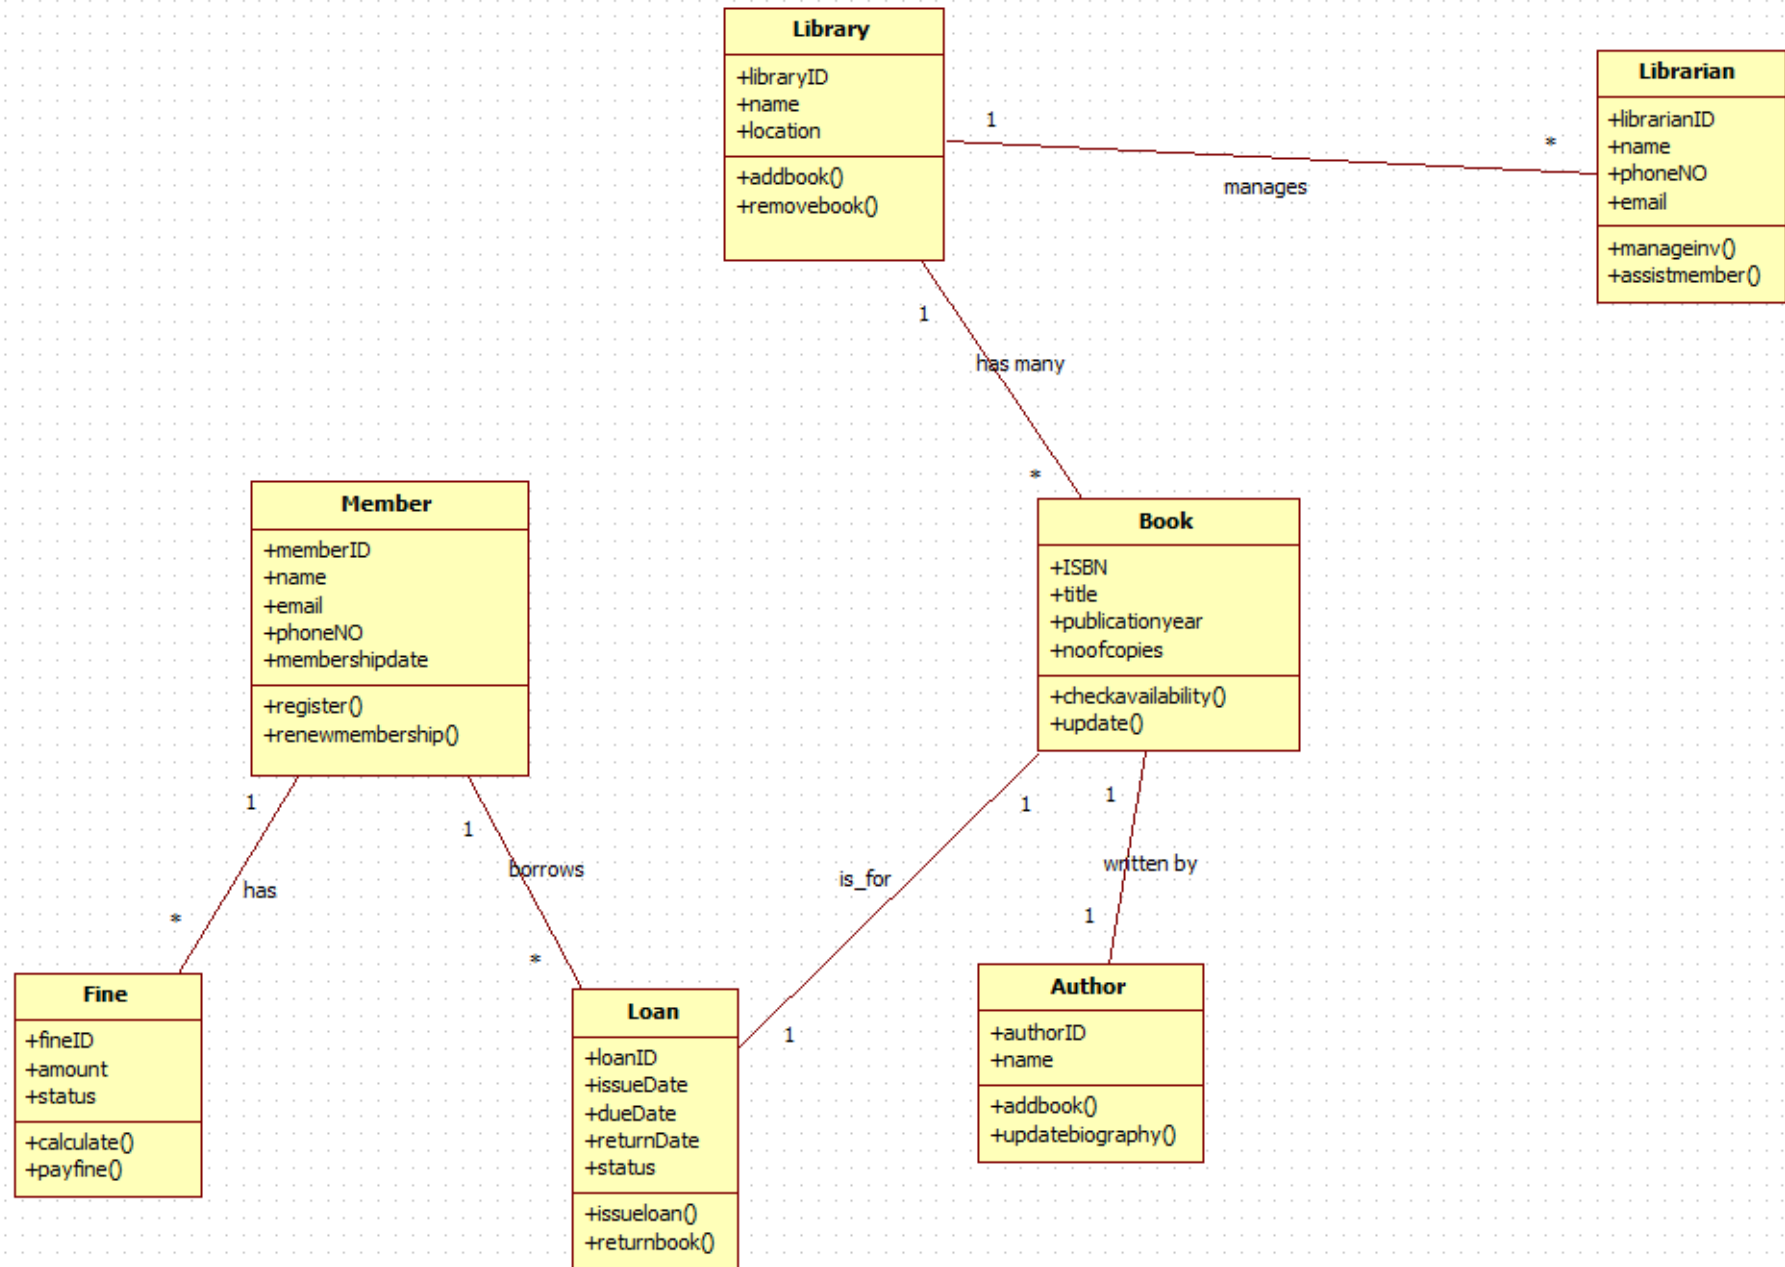 Library
+libraryID
+name
+location
+addbook()
+removebook()
Librarian
+librarianID
+name
+phoneNO
+email
+manageinv()
+assistmember()
1
*
manages
1
has many
*
Member
+memberID
+name
+email
+phoneNO
+membershipdate
+register()
+renewmembership()
Book
+ISBN
+title
+publicationyear
+noofcopies
+checkavailability()
+update()
1
has
*
1
borrows
*
1
is_for
1
1
written by
1
Fine
+fineID
+amount
+status
+calculate()
+payfine()
Loan
+loanID
+issueDate
+dueDate
+returnDate
+status
+issueloan()
+returnbook()
Author
+authorID
+name
+addbook()
+updatebiography()